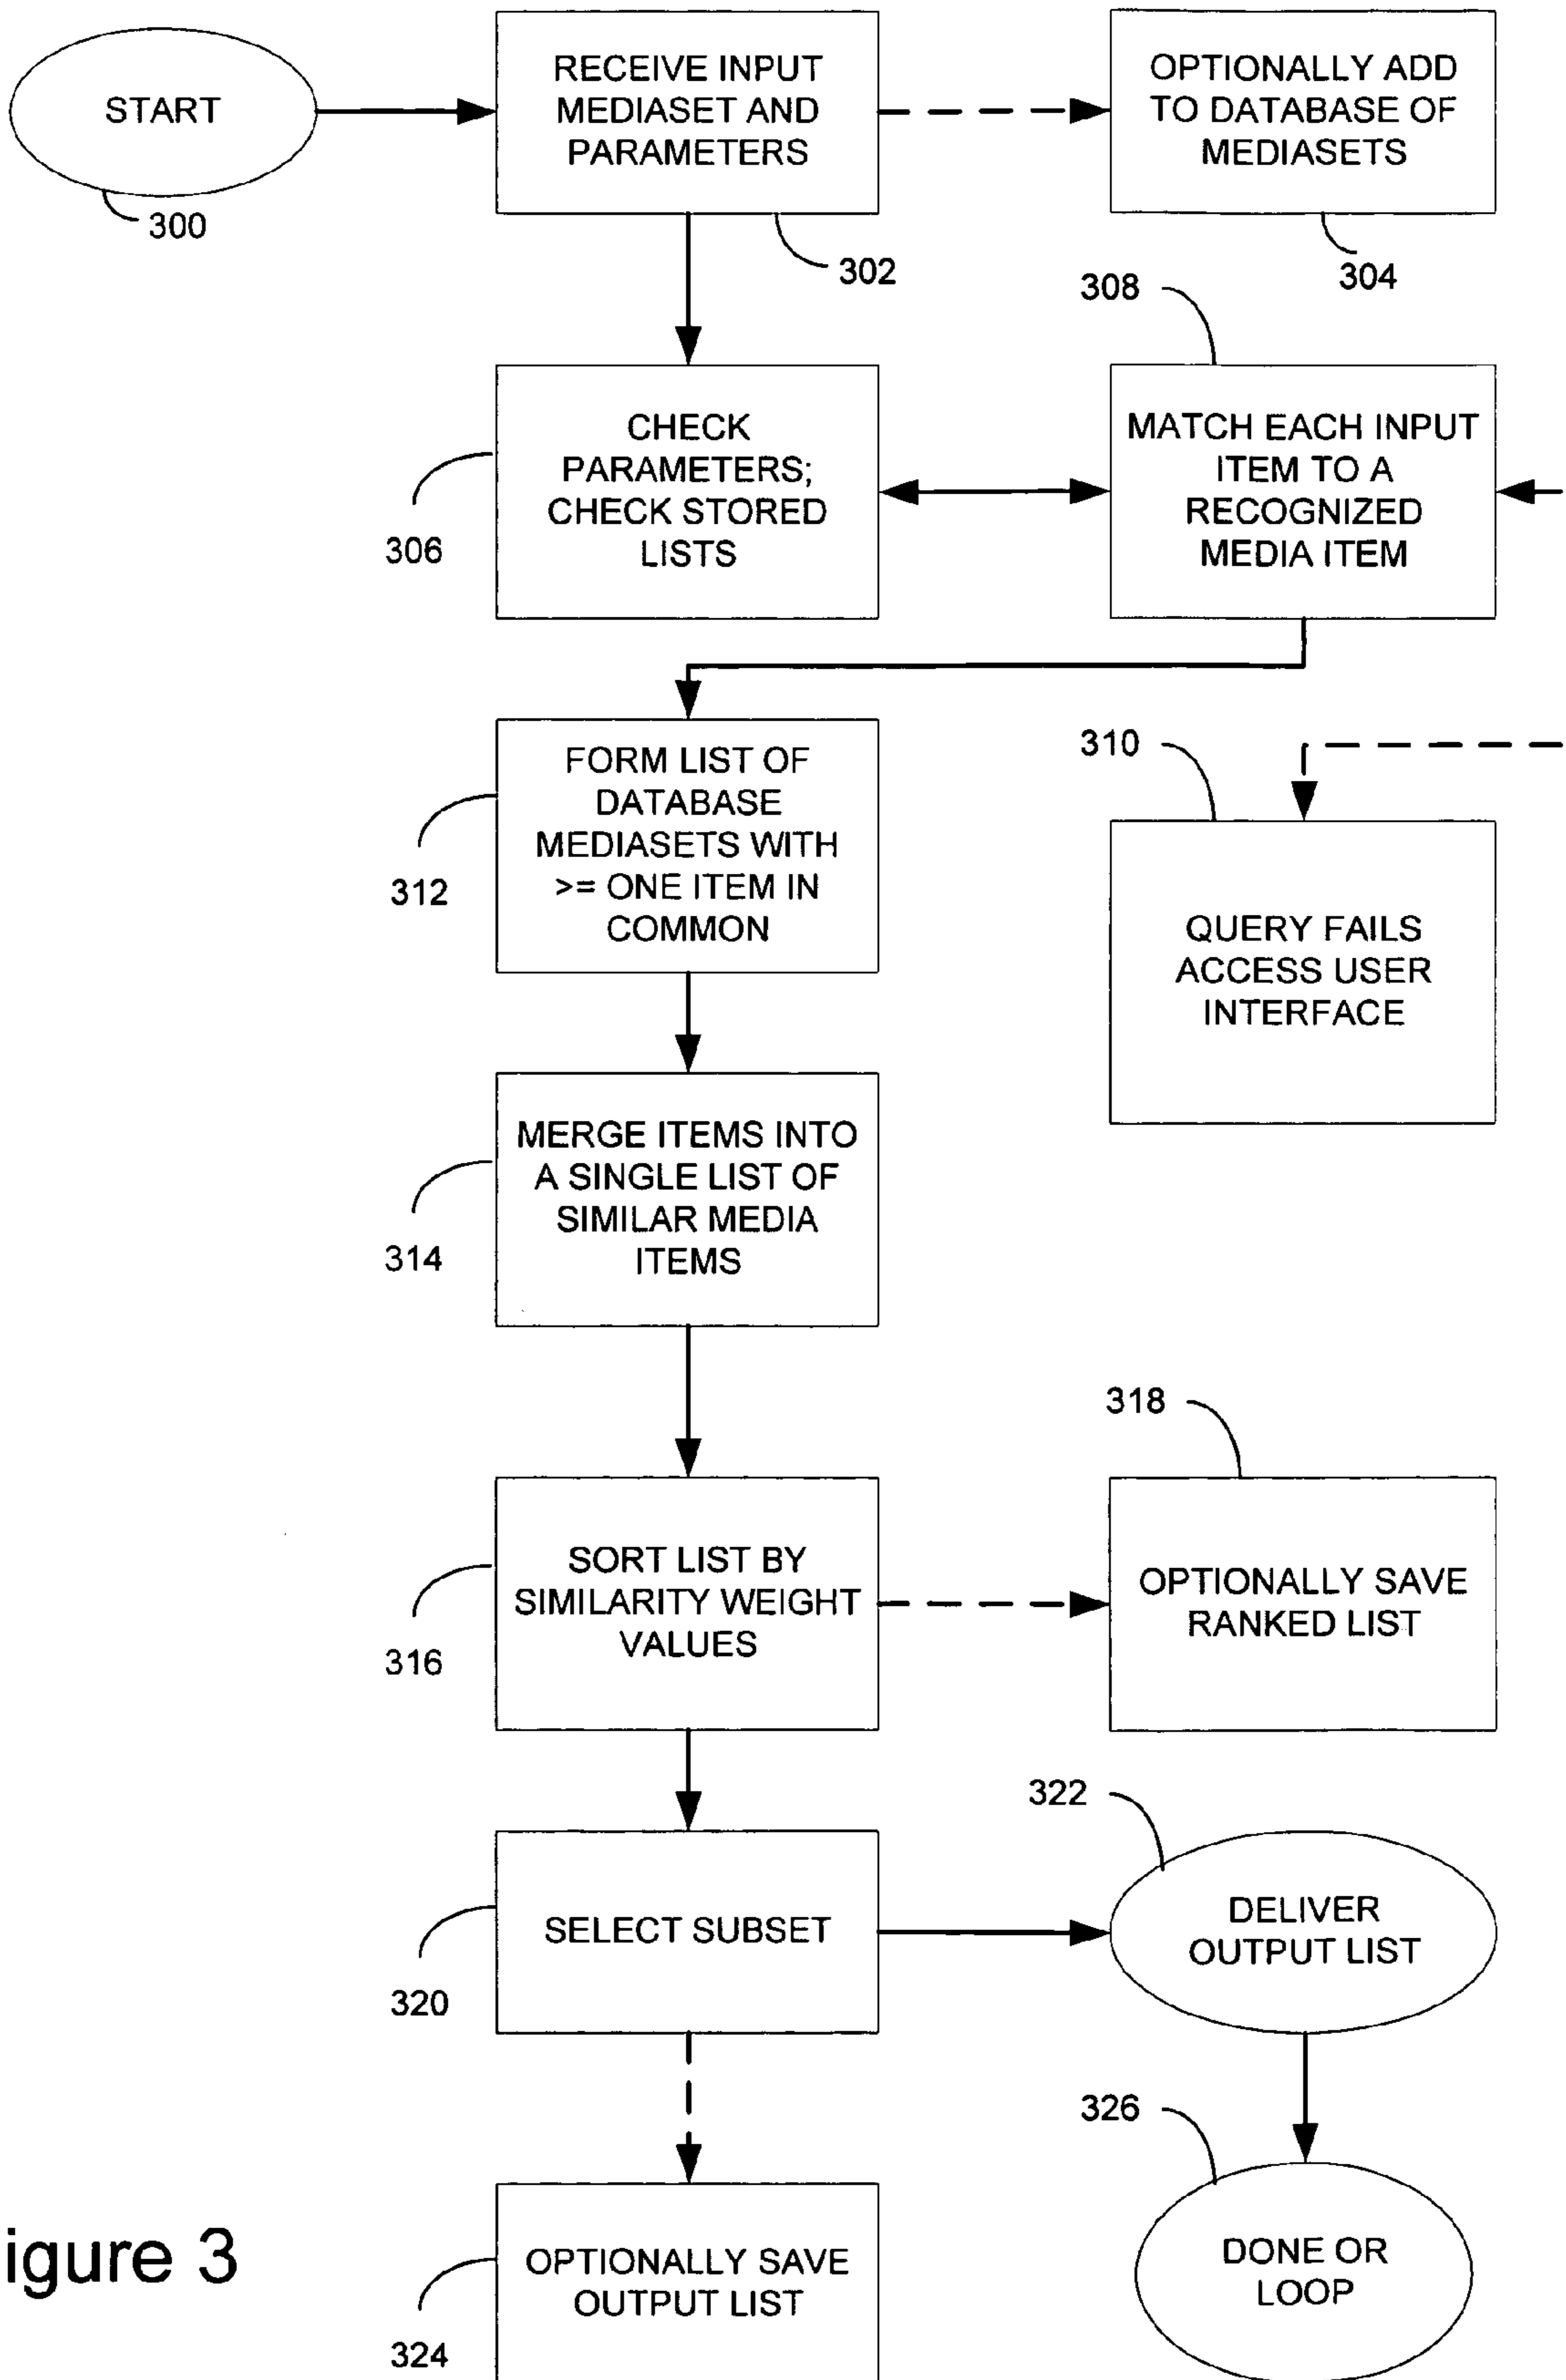 START
300
RECEIVE INPUT
MEDIASET AND
PARAMETERS
302
OPTIONALLY ADD
TO DATABASE OF
MEDIASETS
304
CHECK
PARAMETERS;
CHECK STORED
LISTS
306
308
MATCH EACH INPUT
ITEM TO A
RECOGNIZED
MEDIA ITEM
310
QUERY FAILS
ACCESS USER
INTERFACE
FORM LIST OF
DATABASE
MEDIASETS WITH
>= ONE ITEM IN
COMMON
312
MERGE ITEMS INTO
A SINGLE LIST OF
SIMILAR MEDIA
ITEMS
314
SORT LIST BY
SIMILARITY WEIGHT
VALUES
316
318
OPTIONALLY SAVE
RANKED LIST
SELECT SUBSET
320
322
DELIVER
OUTPUT LIST
OPTIONALLY SAVE
OUTPUT LIST
324
326
DONE OR
LOOP
igure 3